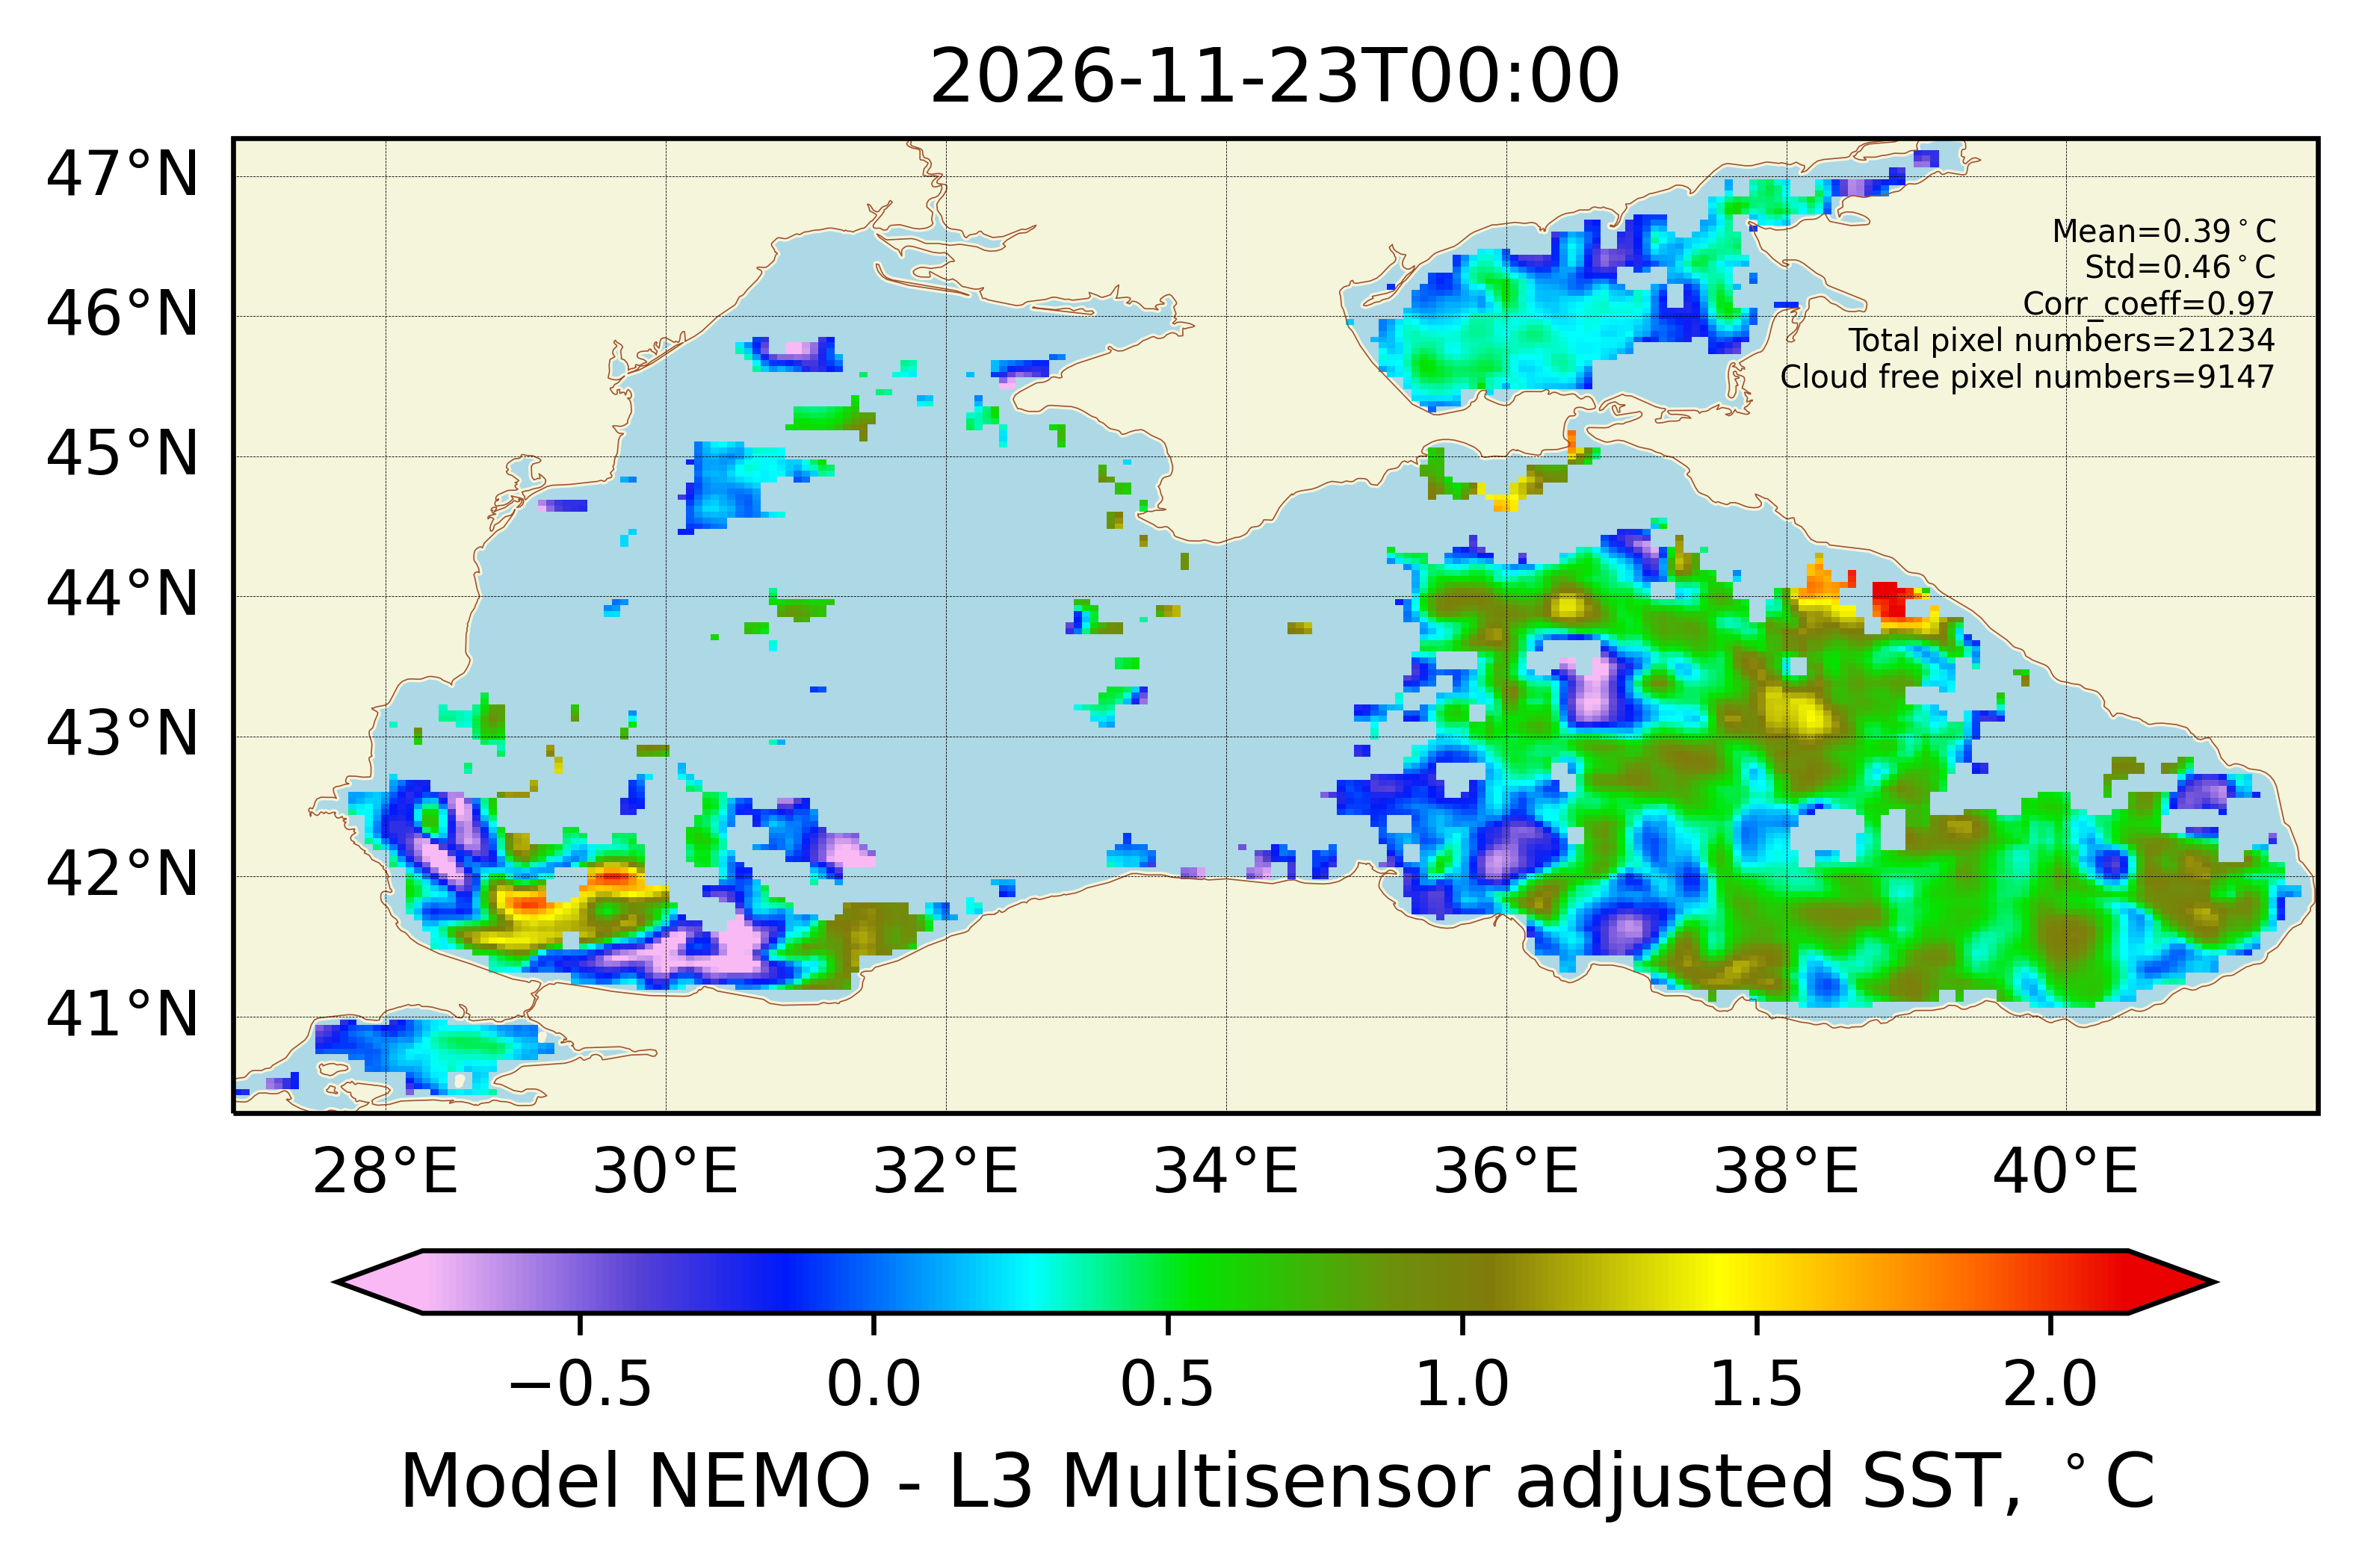 2026-11-23T00:00
47°N
46°N
45°N
44°N
43°N
42°N
41°N
Mean=0.39°C
Std=0.46°C
Corr_coeff=0.97
Total pixel numbers=21234
Cloud free pixel numbers=9147
28°E 30°E 32°E 34°E 36°E 38°E 40°E
−0.5 0.0 0.5 1.0 1.5 2.0
Model NEMO - L3 Multisensor adjusted SST, °C